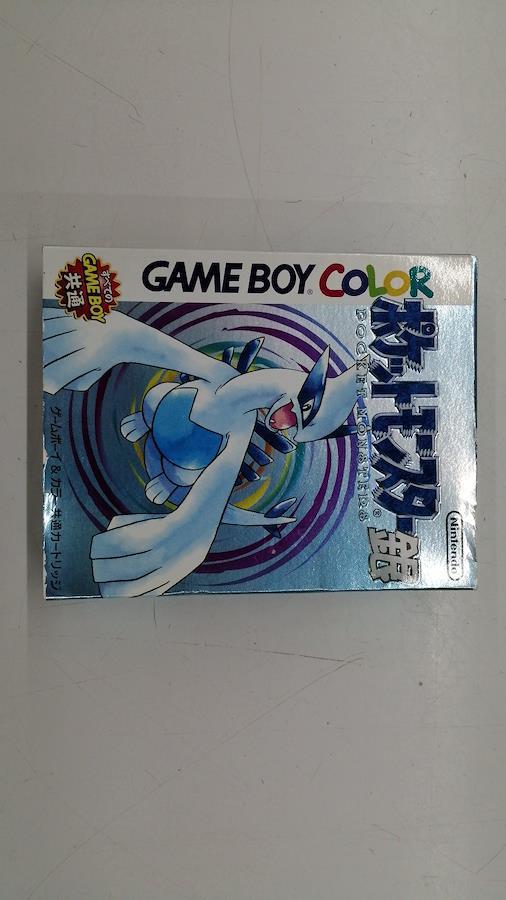 GAME BOY® COLOR
すべての
GAME BOY
共通
ポケットモンスター®
POCKET MONSTERS
銀
Nintendo®
ゲームボーイ&カラー共通カートリッジ